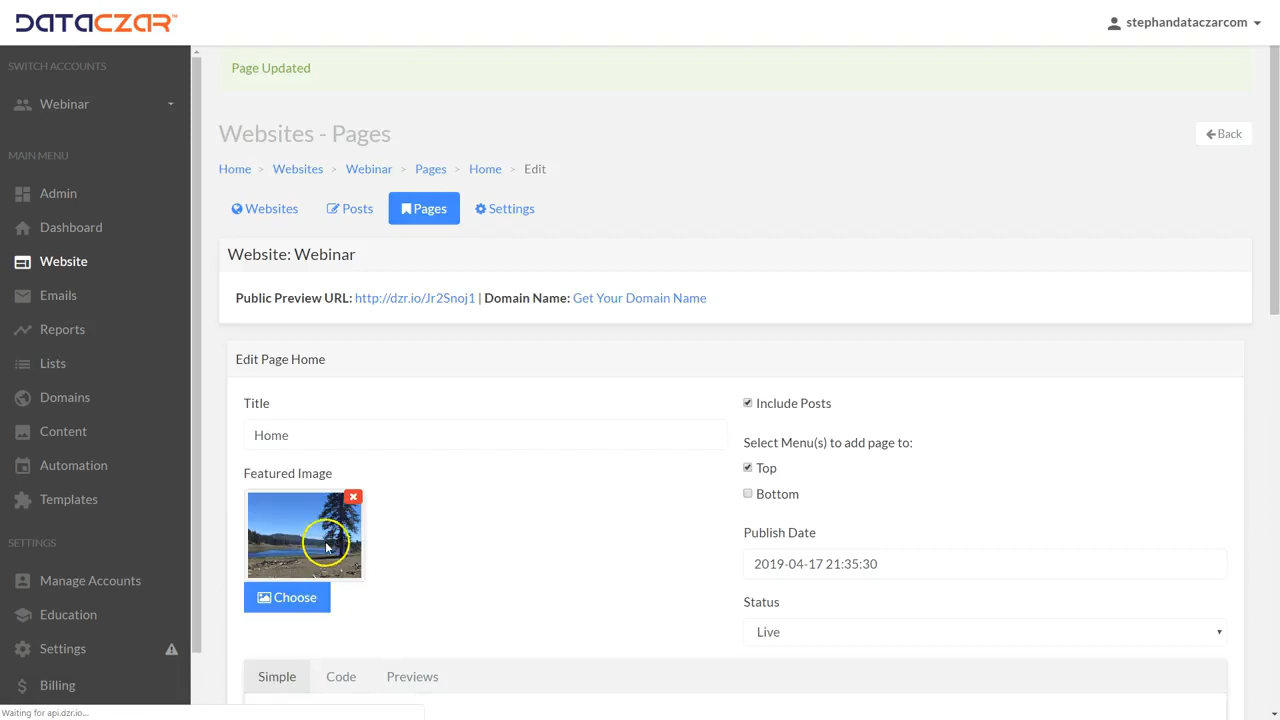 DATACZAR™
stephandataczarcom
SWITCH ACCOUNTS
Webinar
MAIN MENU
Admin
Dashboard
Website
Emails
Reports
Lists
Domains
Content
Automation
Templates
SETTINGS
Manage Accounts
Education
Settings
Billing
Page Updated
Websites - Pages
Back
Home > Websites > Webinar > Pages > Home > Edit
Websites Posts Pages Settings
Website: Webinar
Public Preview URL: http://dzr.io/Jr2Snoj1 | Domain Name: Get Your Domain Name
Edit Page Home
Title
Home
Featured Image
Choose
Include Posts
Select Menu(s) to add page to:
Top
Bottom
Publish Date
2019-04-17 21:35:30
Status
Live
Simple Code Previews
Waiting for api.dzr.io...